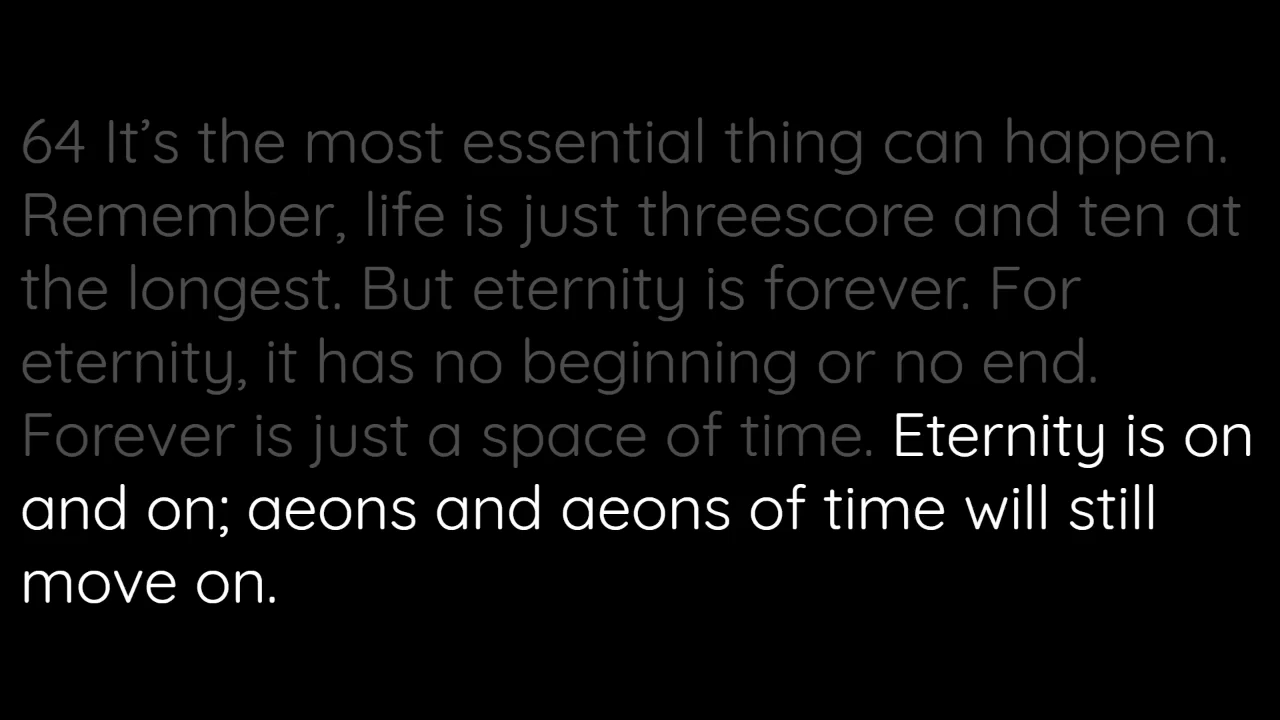 64 It’s the most essential thing can happen.
Remember, life is just threescore and ten at
the longest. But eternity is forever. For
eternity, it has no beginning or no end.
Forever is just a space of time. Eternity is on
and on; aeons and aeons of time will still
move on.